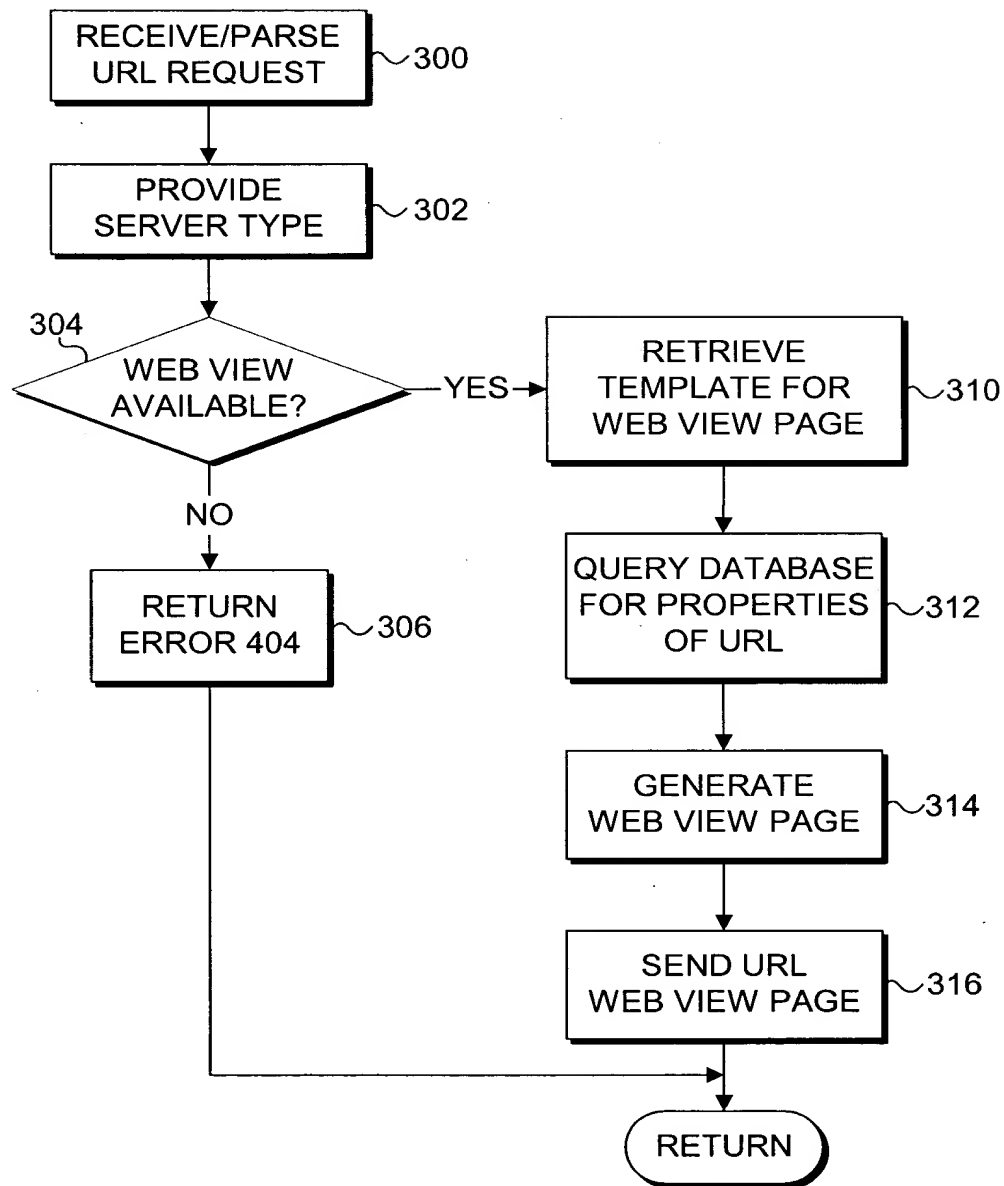 RECEIVE/PARSE
URL REQUEST
300
PROVIDE
SERVER TYPE
302
304
WEB VIEW
AVAILABLE?
YES
NO
RETURN
ERROR 404
306
RETRIEVE
TEMPLATE FOR
WEB VIEW PAGE
310
QUERY DATABASE
FOR PROPERTIES
OF URL
312
GENERATE
WEB VIEW PAGE
314
SEND URL
WEB VIEW PAGE
316
RETURN